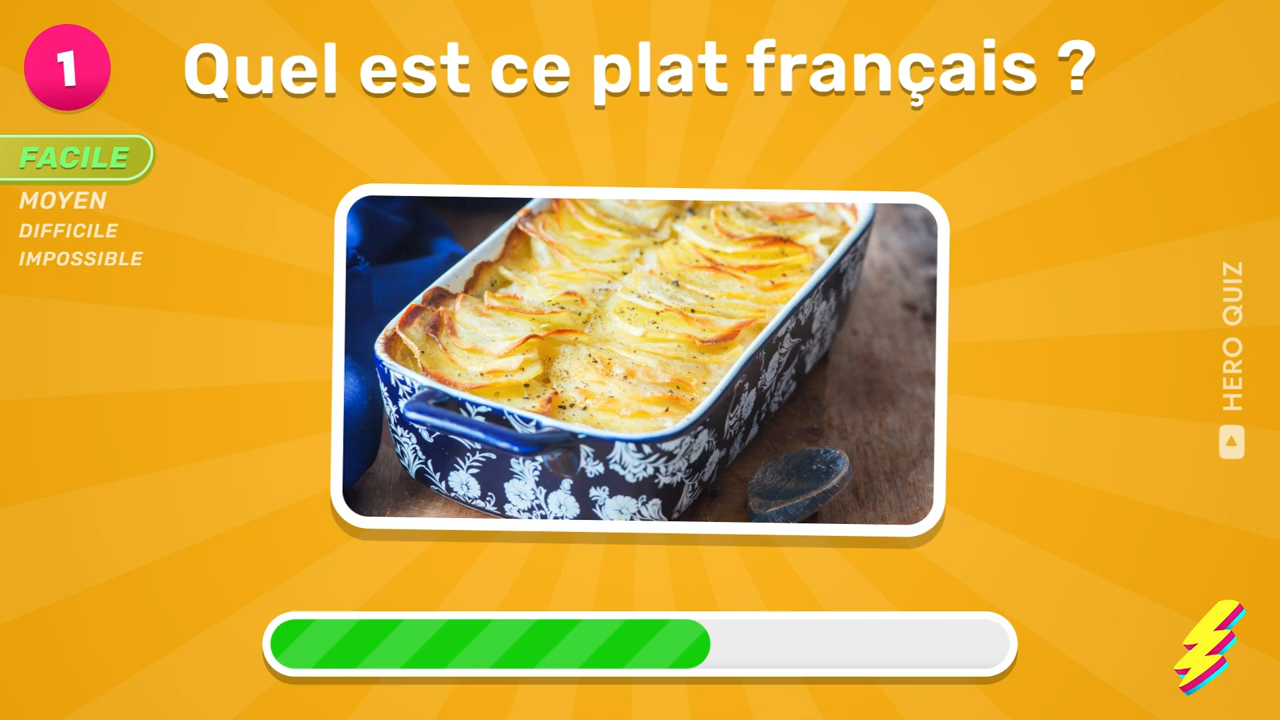 1
Quel est ce plat français ?
FACILE
MOYEN
DIFFICILE
IMPOSSIBLE
HERO QUIZ